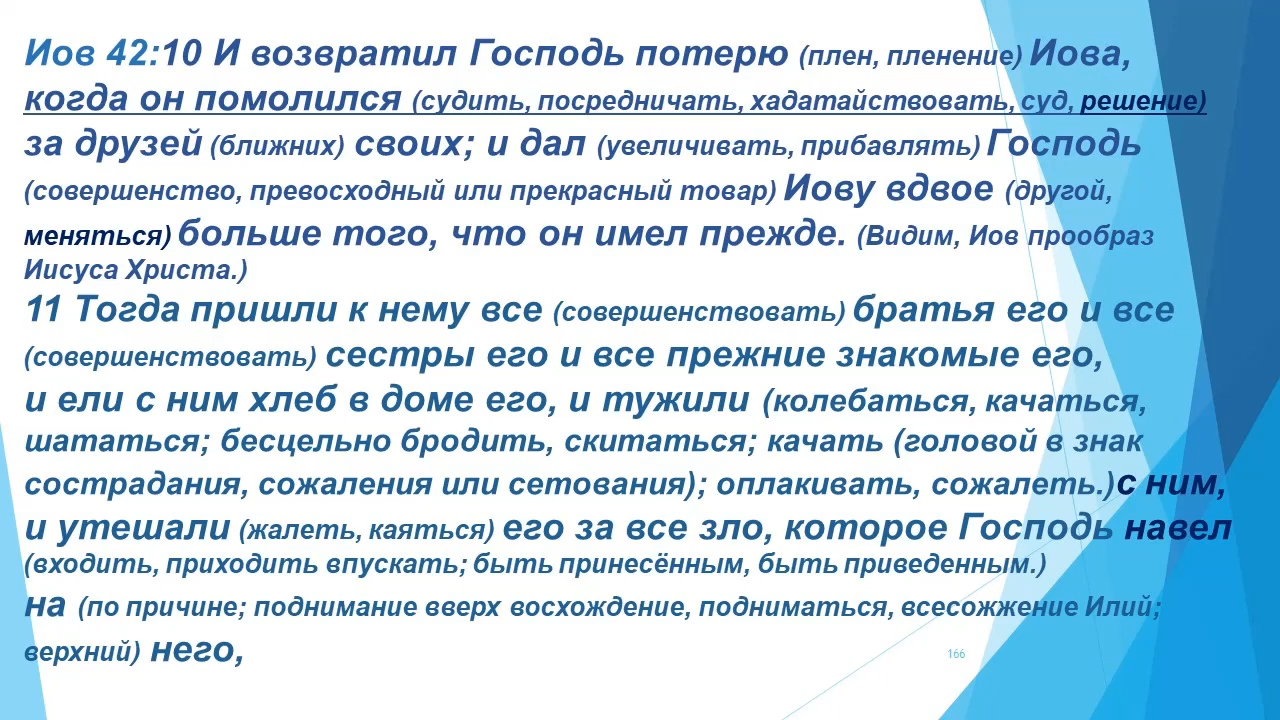 Иов 42:10 И возвратил Господь потерю (плен, пленение) Иова,
когда он помолился (судить, посредничать, хадатайствовать, суд, решение)
за друзей (ближних) своих; и дал (увеличивать, прибавлять) Господь
(совершенство, превосходный или прекрасный товар) Иову вдвое (другой,
меняться) больше того, что он имел прежде. (Видим, Иов прообраз
Иисуса Христа.)
11 Тогда пришли к нему все (совершенствовать) братья его и все
(совершенствовать) сестры его и все прежние знакомые его,
и ели с ним хлеб в доме его, и тужили (колебаться, качаться,
шататься; бесцельно бродить, скитаться; качать (головой в знак
сострадания, сожаления или сетования); оплакивать, сожалеть.)с ним,
и утешали (жалеть, каяться) его за все зло, которое Господь навел
(входить, приходить впускать; быть принесённым, быть приведенным.)
на (по причине; поднимание вверх восхождение, подниматься, всесожжение Илий;
верхний) него,
166